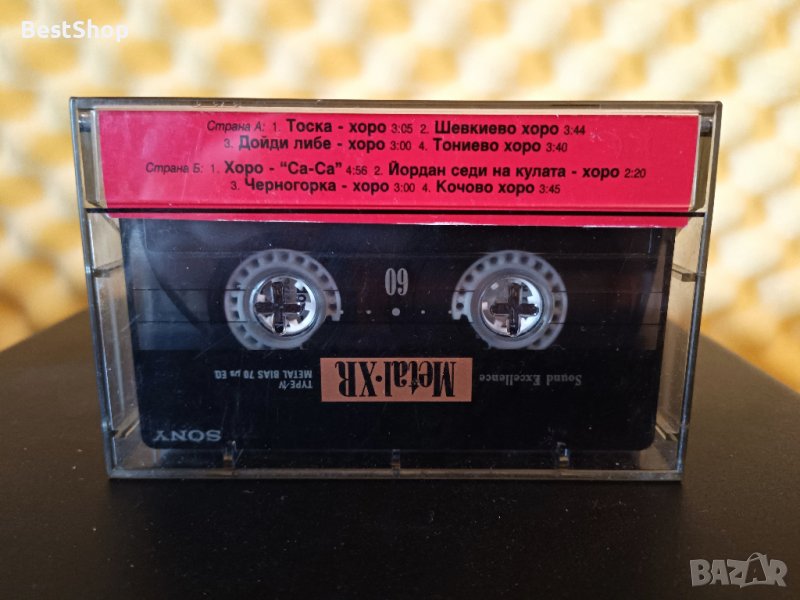 BestShop
Страна А: 1. Тоска - хоро 3:05 2. Шевкиево хоро 3:44
3. Дойди либе - хоро 3:00 4. Тониево хоро 3:40
Страна Б: 1. Хоро - "Са-Са" 4:56 2. Йордан седи на кулата - хоро 2:20
3. Черногорка - хоро 3:00 4. Кочово хоро 3:45
60
Sound Excellence
Metal·XR
TYPE IV
METAL BIAS 70 µs EQ.
SONY
BAZAR